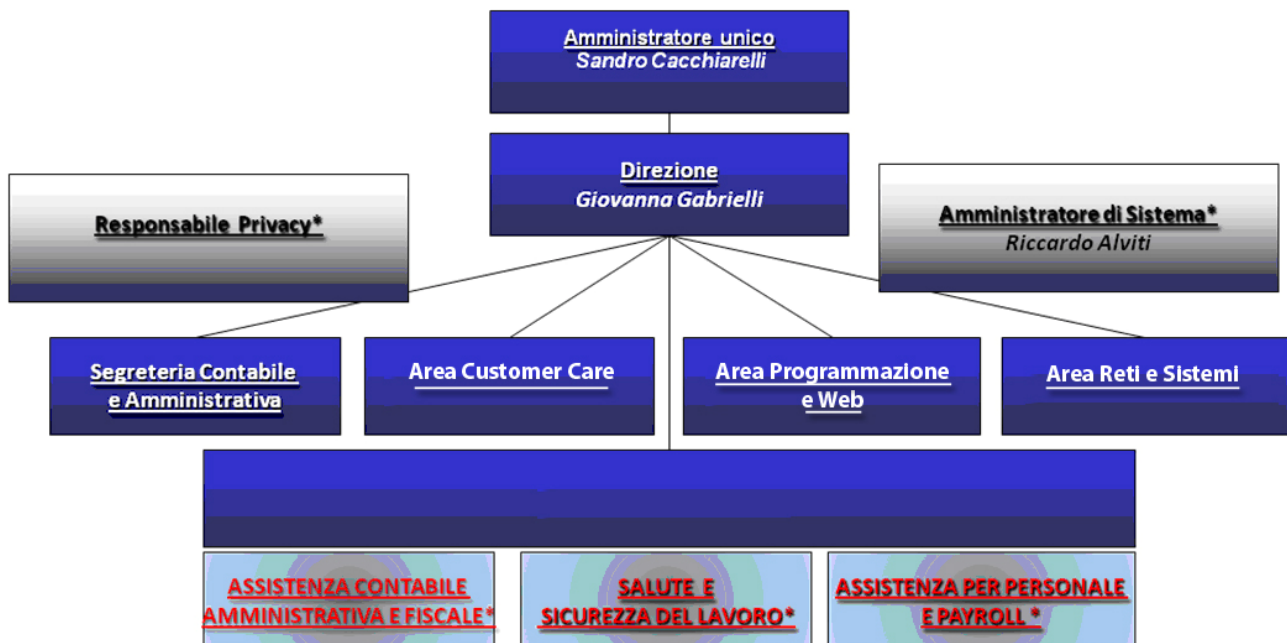 Amministratore unico
Sandro Cacchiarelli
Direzione
Giovanna Gabrielli
Responsabile Privacy*
Amministratore di Sistema*
Riccardo Alviti
Segreteria Contabile
e Amministrativa
Area Customer Care
Area Programmazione
e Web
Area Reti e Sistemi
ASSISTENZA CONTABILE
AMMINISTRATIVA E FISCALE*
SALUTE E
SICUREZZA DEL LAVORO*
ASSISTENZA PER PERSONALE
E PAYROLL *